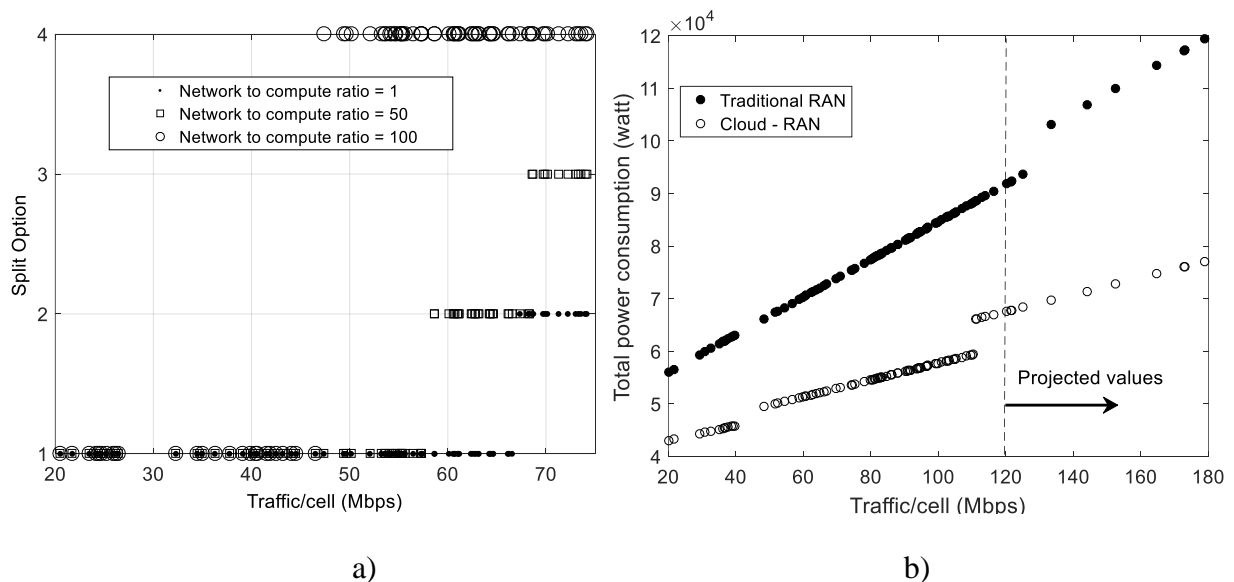 4
3
2
1
Split Option
20 30 40 50 60 70
Traffic/cell (Mbps)
Network to compute ratio = 1
Network to compute ratio = 50
Network to compute ratio = 100
a)
×10⁴
12
11
10
9
8
7
6
5
4
Total power consumption (watt)
20 40 60 80 100 120 140 160 180
Traffic/cell (Mbps)
Traditional RAN
Cloud - RAN
Projected values
b)